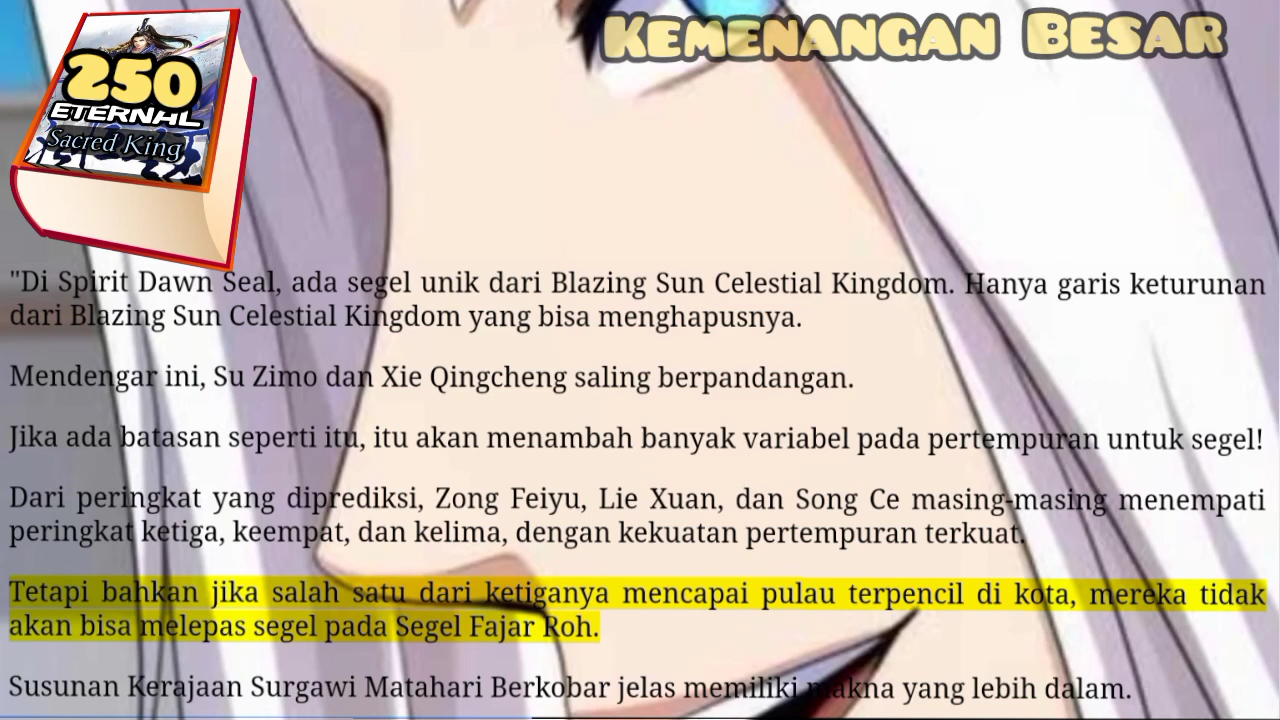 KEMENANGAN BESAR
250
ETERNAL
Sacred King
"Di Spirit Dawn Seal, ada segel unik dari Blazing Sun Celestial Kingdom. Hanya garis keturunan
dari Blazing Sun Celestial Kingdom yang bisa menghapusnya.
Mendengar ini, Su Zimo dan Xie Qingcheng saling berpandangan.
Jika ada batasan seperti itu, itu akan menambah banyak variabel pada pertempuran untuk segel!
Dari peringkat yang diprediksi, Zong Feiyu, Lie Xuan, dan Song Ce masing-masing menempati
peringkat ketiga, keempat, dan kelima, dengan kekuatan pertempuran terkuat.
Tetapi bahkan jika salah satu dari ketiganya mencapai pulau terpencil di kota, mereka tidak
akan bisa melepas segel pada Segel Fajar Roh.
Susunan Kerajaan Surgawi Matahari Berkobar jelas memiliki makna yang lebih dalam.